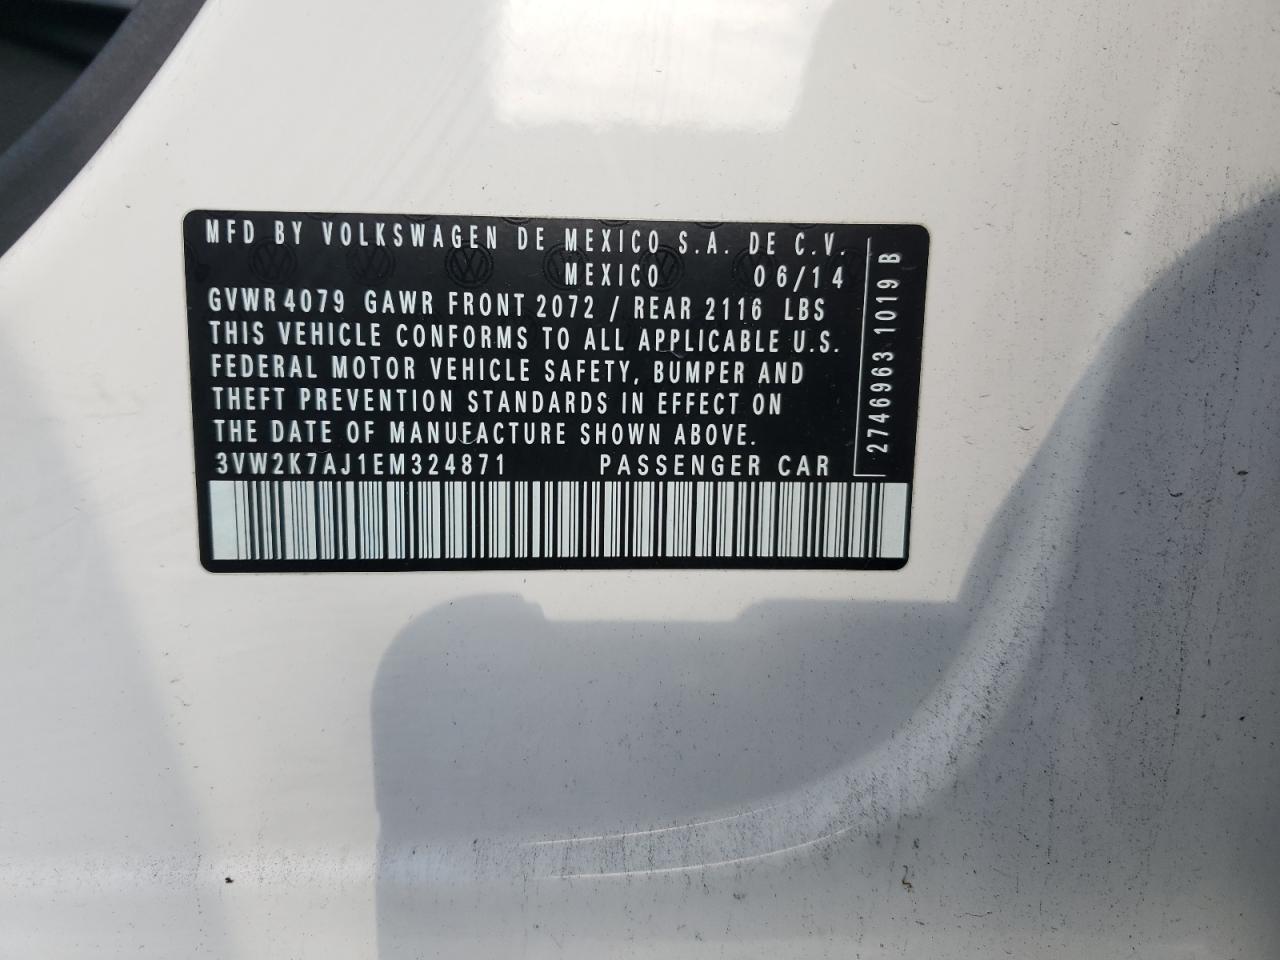 MFD BY VOLKSWAGEN DE MEXICO S.A. DE C.V.
MEXICO 06/14
GVWR 4079 GAWR FRONT 2072 / REAR 2116 LBS
THIS VEHICLE CONFORMS TO ALL APPLICABLE U.S.
FEDERAL MOTOR VEHICLE SAFETY, BUMPER AND
THEFT PREVENTION STANDARDS IN EFFECT ON
THE DATE OF MANUFACTURE SHOWN ABOVE.
3VW2K7AJ1EM324871 PASSENGER CAR
2746963 1019 B